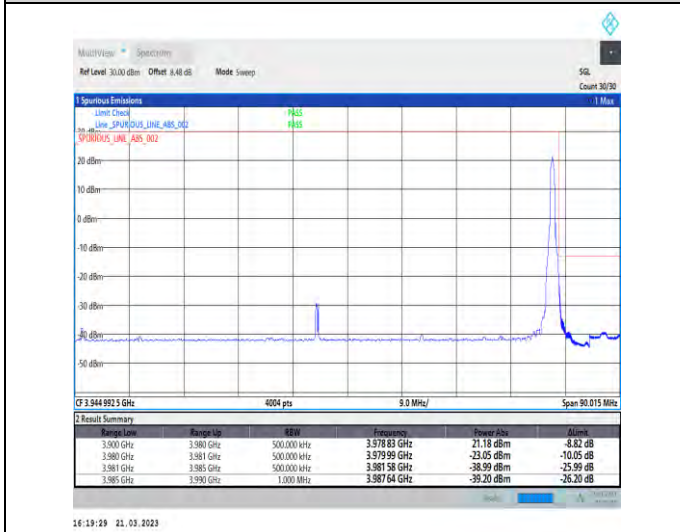 MultiView Spectrum
Ref Level 30.00 dBm Offset 8.48 dB Mode Sweep SGL
Count 30/30
1 Spurious Emissions 1 Max
Limit Check PASS
Line _SPURIOUS_LINE_ABS_002 PASS
_SPURIOUS_LINE_ABS_002
20 dBm
10 dBm
0 dBm
-10 dBm
-20 dBm
-30 dBm
-40 dBm
-50 dBm
CF 3.944 992 5 GHz 4004 pts 9.0 MHz/ Span 90.015 MHz
2 Result Summary
Range Low Range Up RBW Frequency Power Abs ΔLimit
3.900 GHz 3.980 GHz 500.000 kHz 3.978 83 GHz 21.18 dBm -8.82 dB
3.980 GHz 3.981 GHz 500.000 kHz 3.979 99 GHz -23.05 dBm -10.05 dB
3.981 GHz 3.985 GHz 500.000 kHz 3.981 58 GHz -38.99 dBm -25.99 dB
3.985 GHz 3.990 GHz 1.000 MHz 3.987 64 GHz -39.20 dBm -26.20 dB
16:19:29 21.03.2023